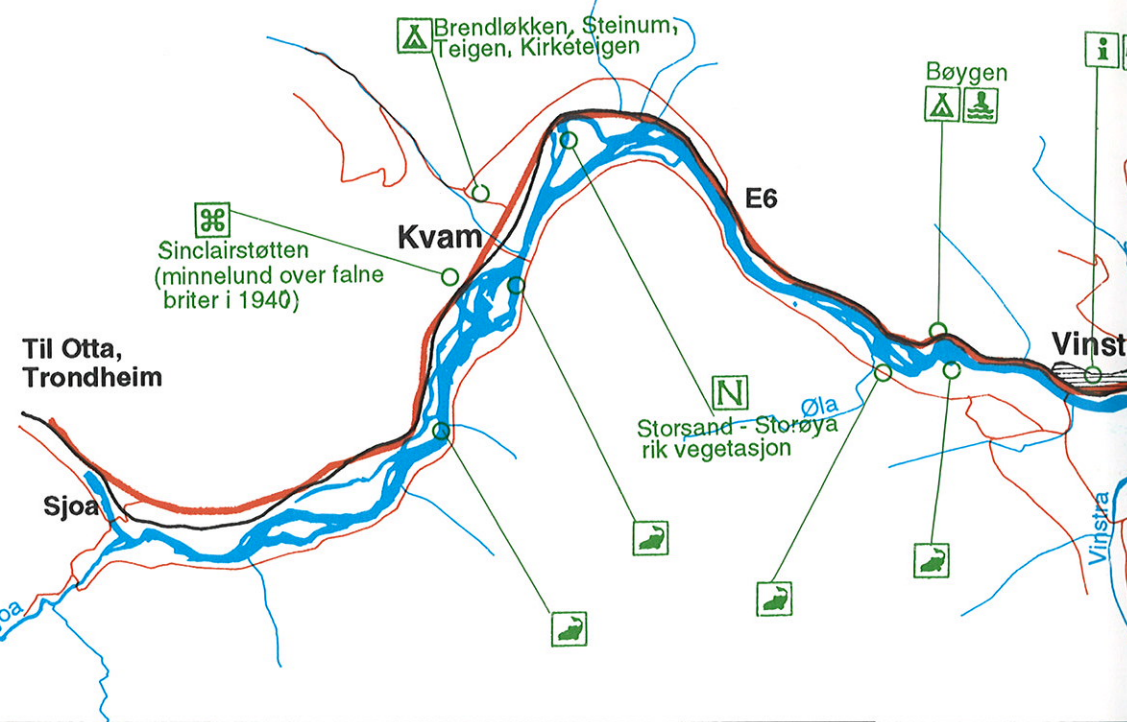 Brendløkken, Steinum,
Teigen, Kirketeigen
Bøygen
i
E6
Kvam
Sinclairstøtten
(minnelund over falne
briter i 1940)
Til Otta,
Trondheim
Vinst
N
Øla
Storsand - Storøya
rik vegetasjon
Sjoa
Vinstra
oa